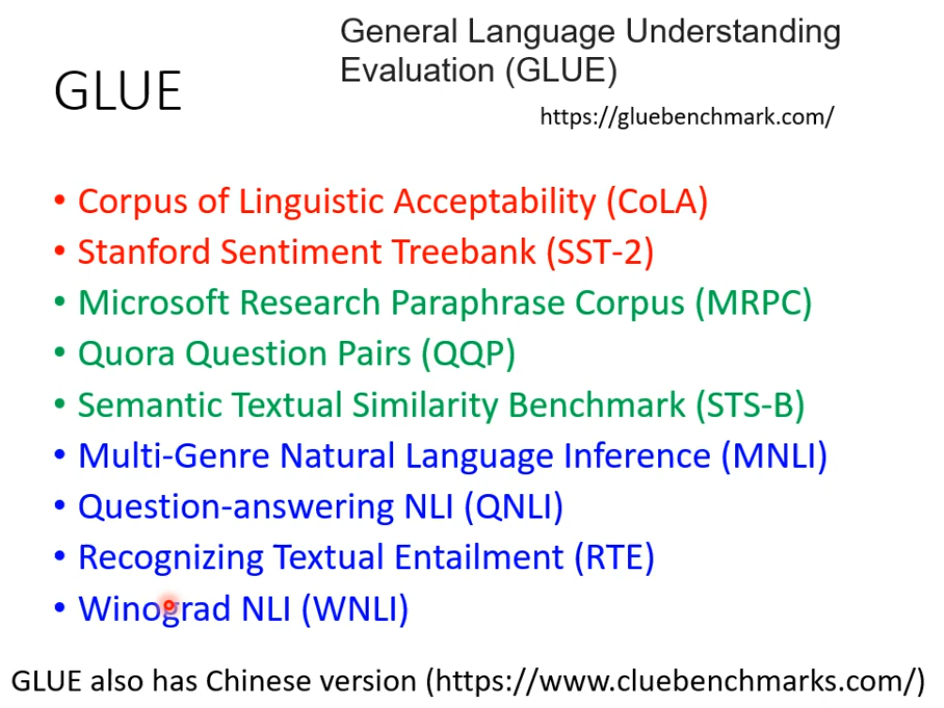 GLUE
General Language Understanding
Evaluation (GLUE)
https://gluebenchmark.com/
• Corpus of Linguistic Acceptability (CoLA)
• Stanford Sentiment Treebank (SST-2)
• Microsoft Research Paraphrase Corpus (MRPC)
• Quora Question Pairs (QQP)
• Semantic Textual Similarity Benchmark (STS-B)
• Multi-Genre Natural Language Inference (MNLI)
• Question-answering NLI (QNLI)
• Recognizing Textual Entailment (RTE)
• Winograd NLI (WNLI)
GLUE also has Chinese version (https://www.cluebenchmarks.com/)